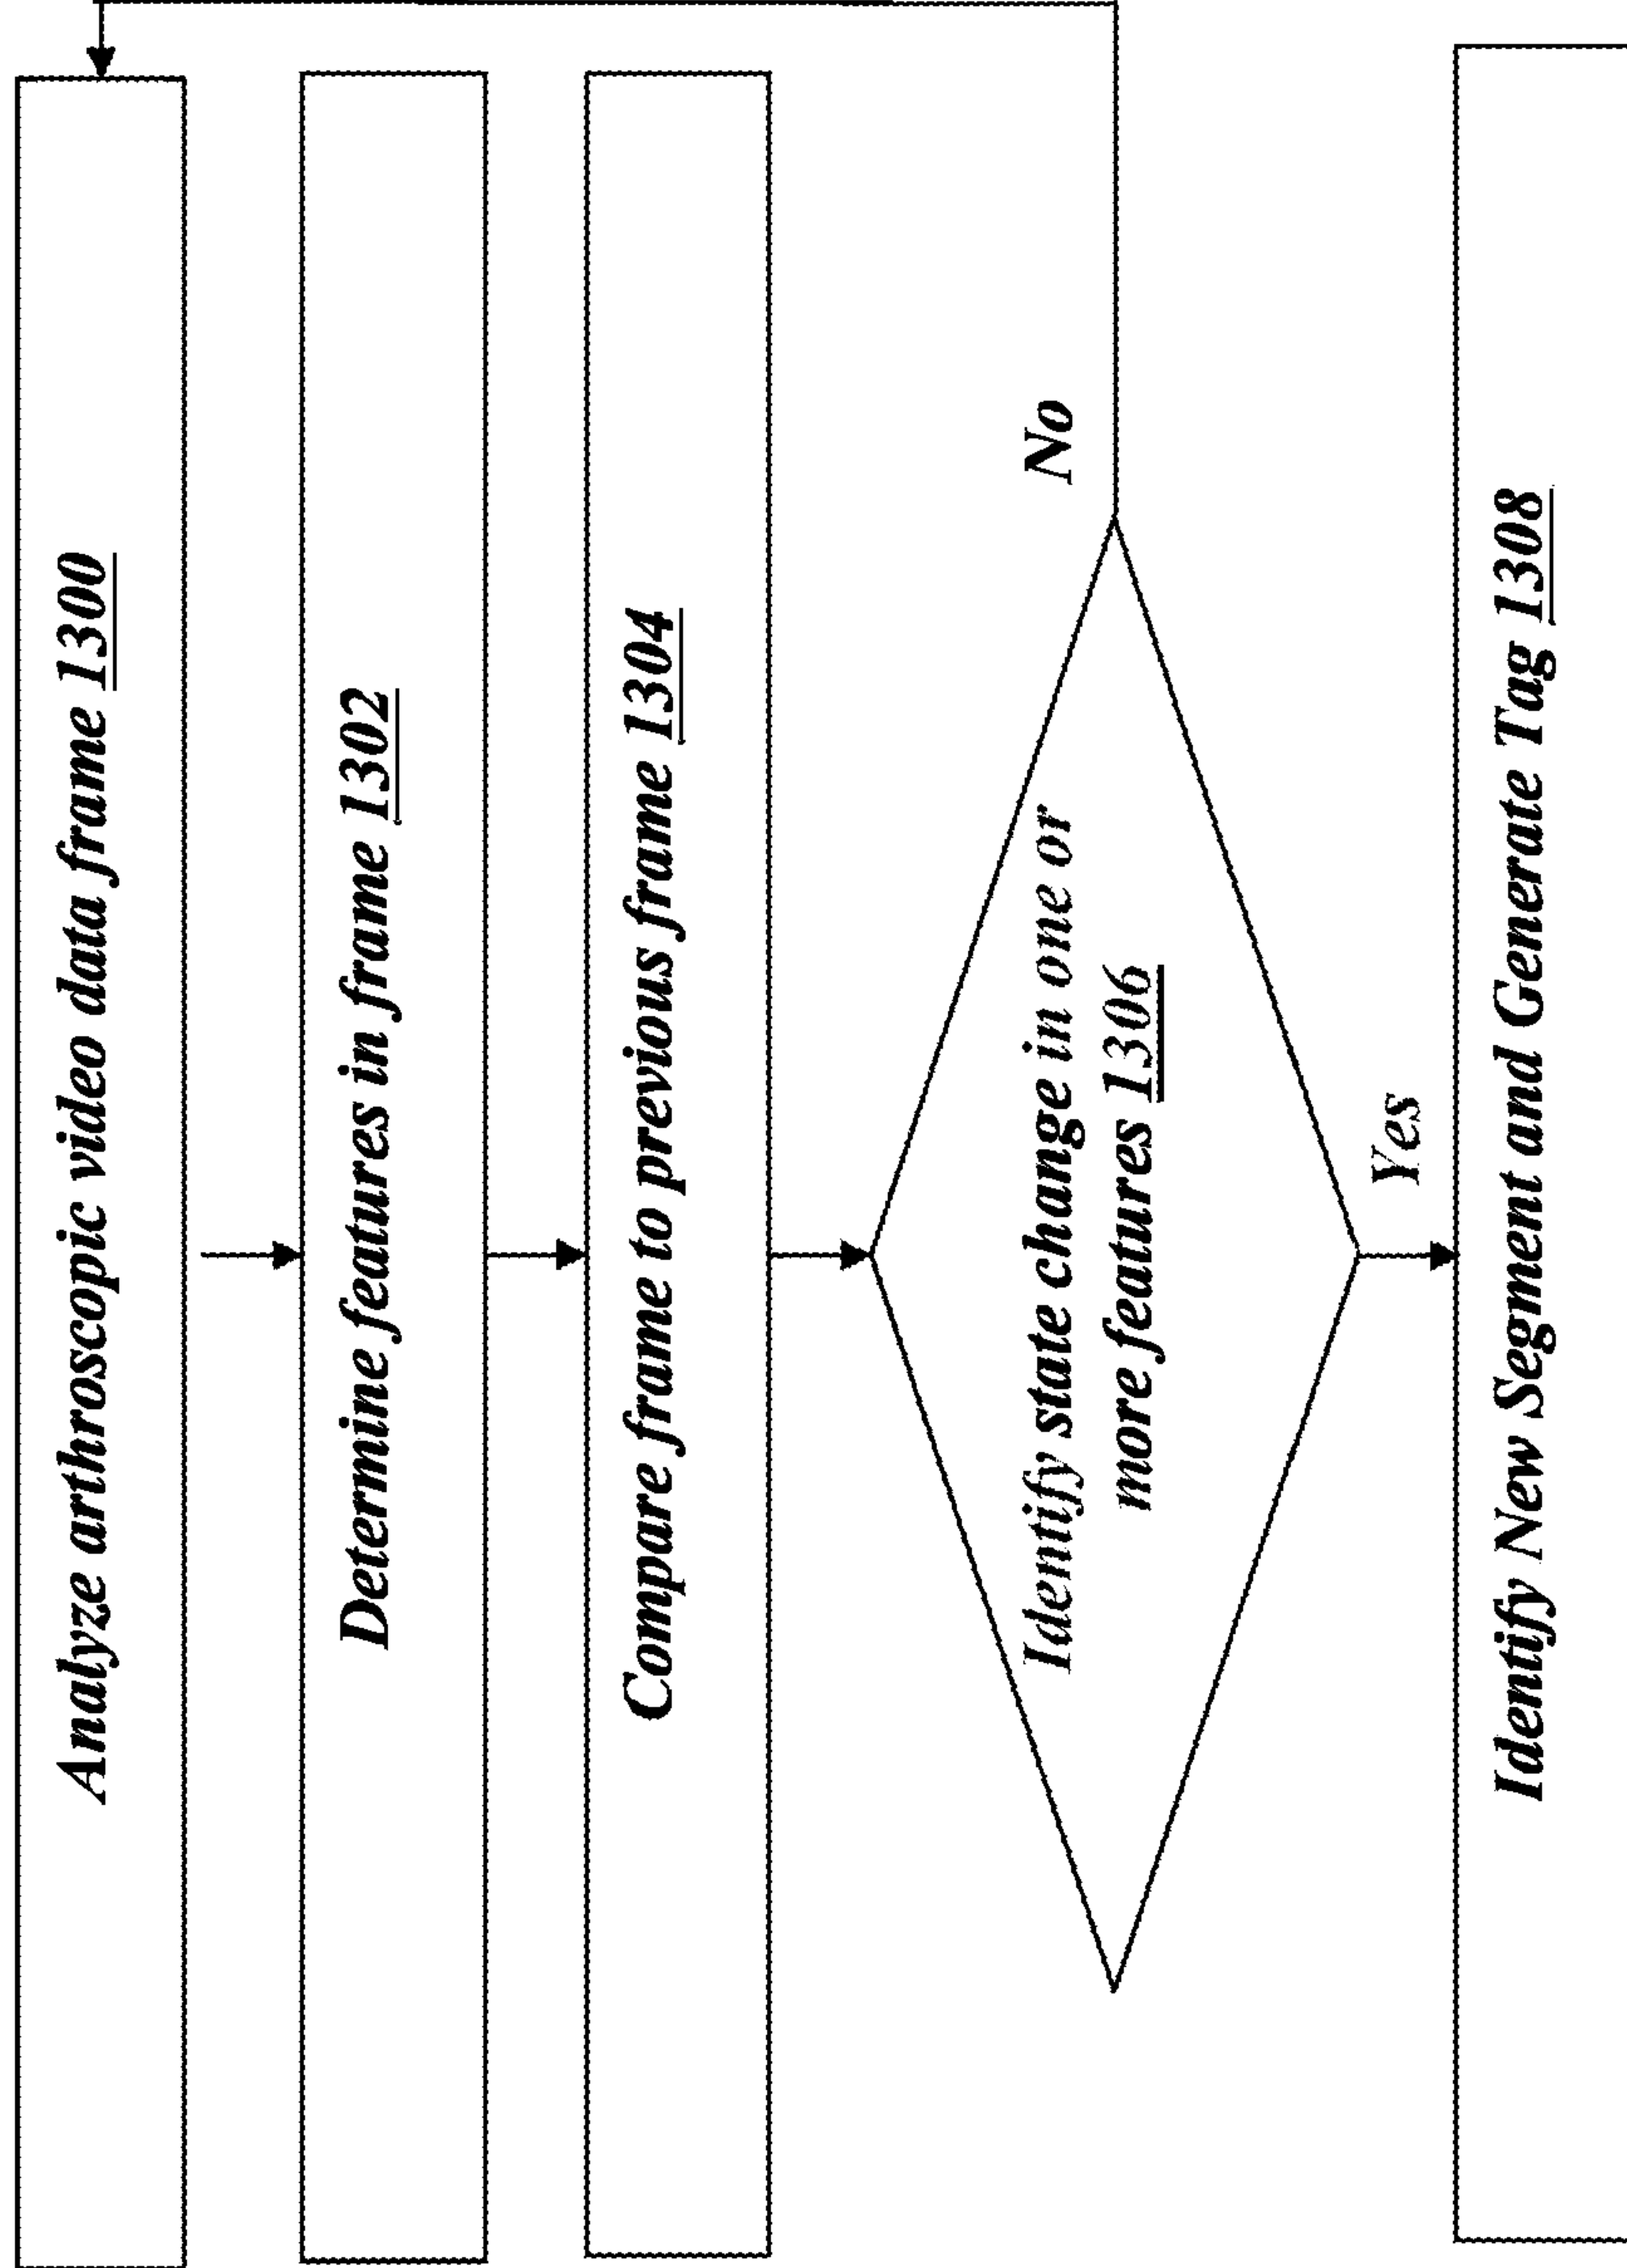 Analyze arthroscopic video data frame 1300
Determine features in frame 1302
Compare frame to previous frame 1304
Identify state change in one or
more features 1306
No
Yes
Identify New Segment and Generate Tag 1308